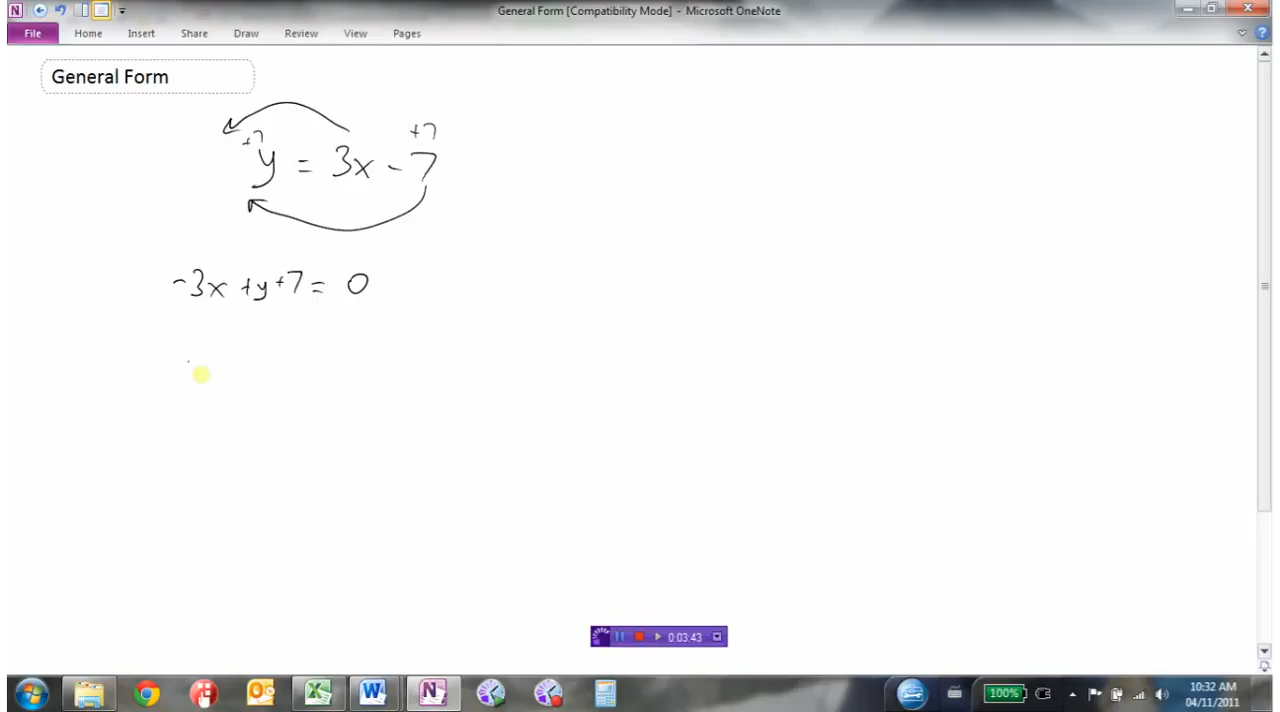 General Form [Compatibility Mode] - Microsoft OneNote
File Home Insert Share Draw Review View Pages
General Form
+7 +7
y = 3x - 7
-3x + y + 7 = 0
0:03:43
100% 10:32 AM
04/11/2011